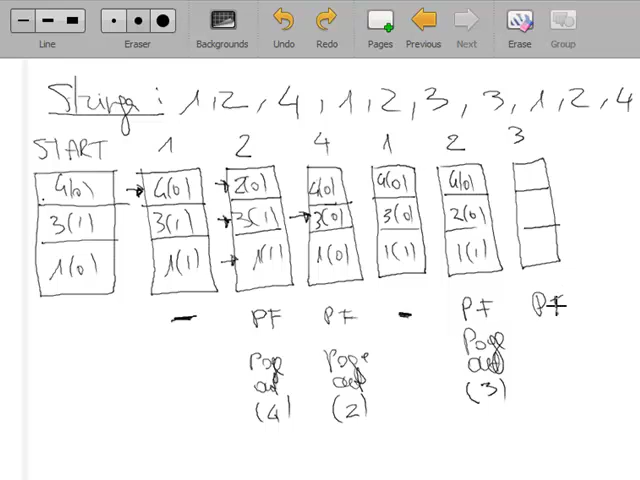 Line
Eraser
Backgrounds
Undo
Redo
Pages
Previous
Next
Erase
Group
Stringa : 1, 2, 4, 1, 2, 3, 3, 1, 2, 4
START 1 2 4 1 2 3
4(0) 4(0) 2(0) 4(0) 4(0) 4(0)
3(1) 3(1) 3(1) 3(0) 3(0) 2(0)
1(0) 1(1) 1(1) 1(0) 1(1) 1(1)
- PF PF - PF PF
Page Page Page
out out out
(4) (2) (3)